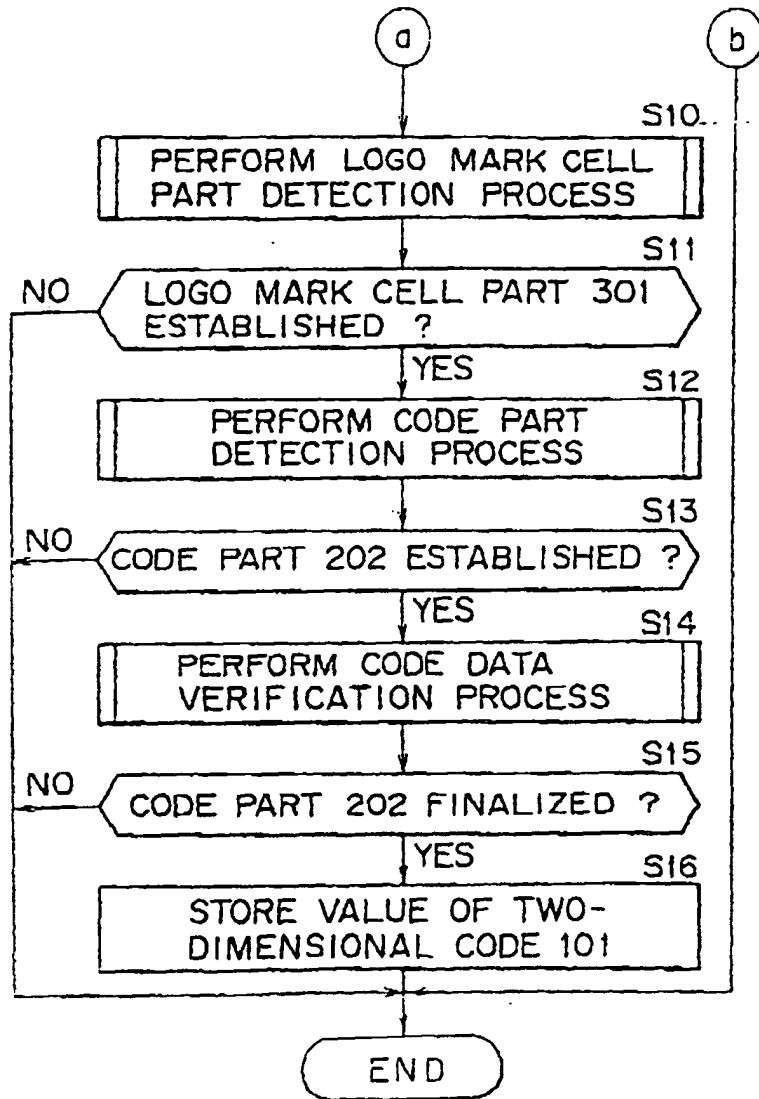 a
b
S10
PERFORM LOGO MARK CELL
PART DETECTION PROCESS
S11
NO
LOGO MARK CELL PART 301
ESTABLISHED ?
YES
S12
PERFORM CODE PART
DETECTION PROCESS
S13
NO
CODE PART 202 ESTABLISHED ?
YES
S14
PERFORM CODE DATA
VERIFICATION PROCESS
S15
NO
CODE PART 202 FINALIZED ?
YES
S16
STORE VALUE OF TWO-
DIMENSIONAL CODE 101
END